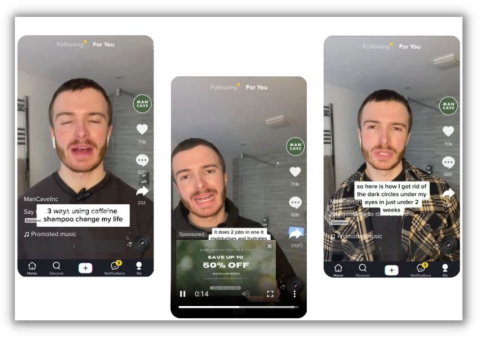 Following For You
MAN
CAVE
71k
3 ways using caffeine
shampoo change my life
ManCaveInc
Promoted music
Home
Discover
Notifications
Me
Following For You
MAN
CAVE
71k
it does 2 jobs in one it
Sponsored
SAVE UP TO
50% OFF
0:14
Following For You
MAN
CAVE
71k
so here is how I got rid of
the dark circles under my
eyes in just under 2
weeks
Promoted music
Home
Discover
Notifications
Me